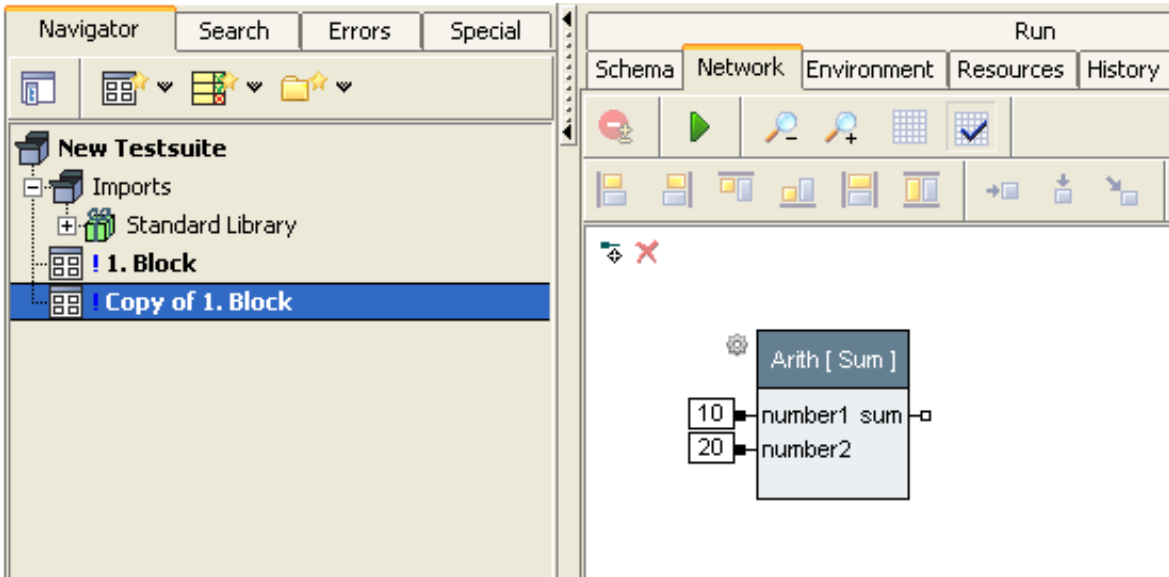 Navigator Search Errors Special
Run
Schema Network Environment Resources History
New Testsuite
Imports
Standard Library
! 1. Block
! Copy of 1. Block
Arith [ Sum ]
10 number1 sum
20 number2